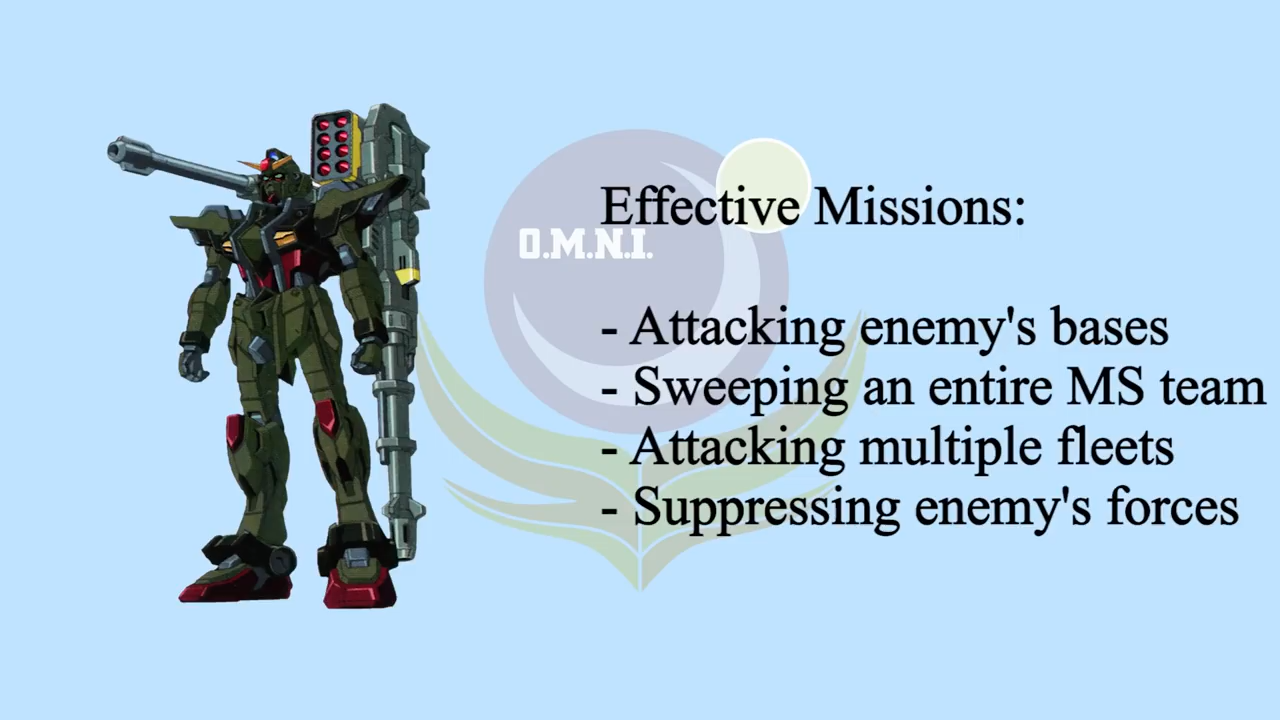 Effective Missions:
O.M.N.I.
- Attacking enemy's bases
- Sweeping an entire MS team
- Attacking multiple fleets
- Suppressing enemy's forces